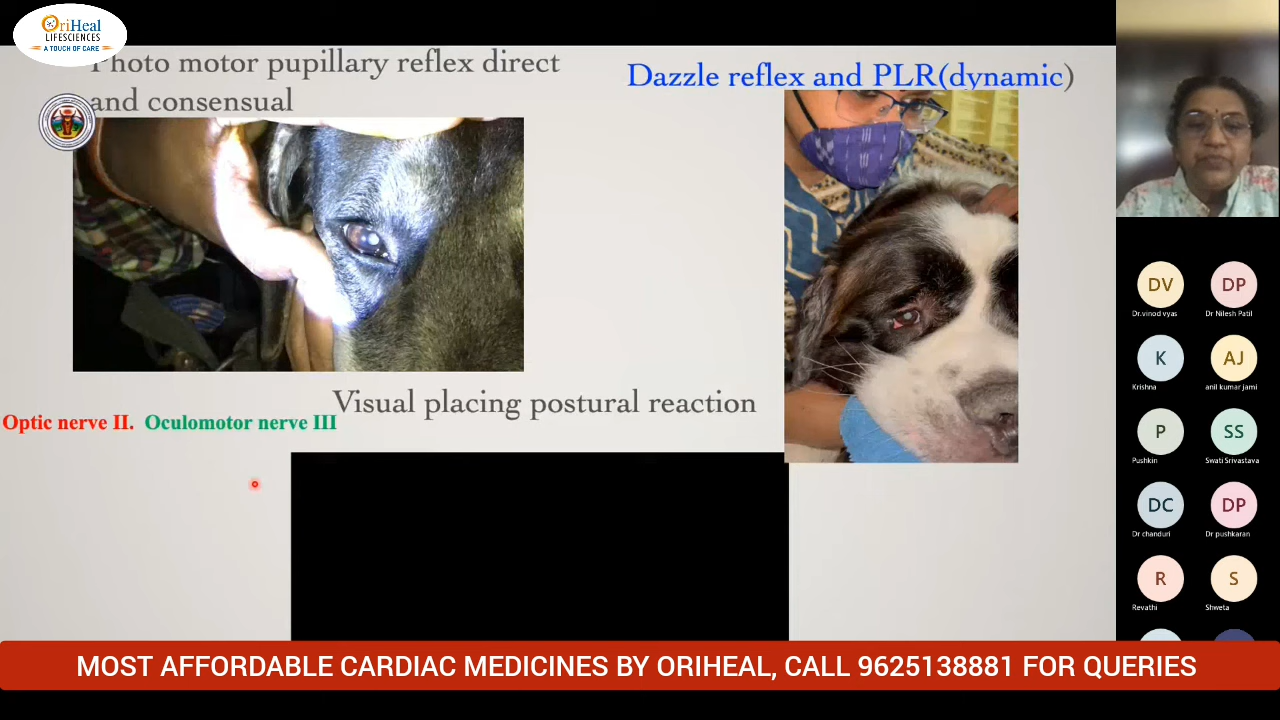 OriHeal
LIFESCIENCES
A TOUCH OF CARE
Photo motor pupillary reflex direct
and consensual
Dazzle reflex and PLR(dynamic)
Visual placing postural reaction
Optic nerve II. Oculomotor nerve III
DV
Dr.vinod vyas
DP
Dr Nilesh Patil
K
Krishna
AJ
anil kumar jami
P
Pushkin
SS
Swati Srivastava
DC
Dr chanduri
DP
Dr pushkaran
R
Revathi
S
Shweta
MOST AFFORDABLE CARDIAC MEDICINES BY ORIHEAL, CALL 9625138881 FOR QUERIES